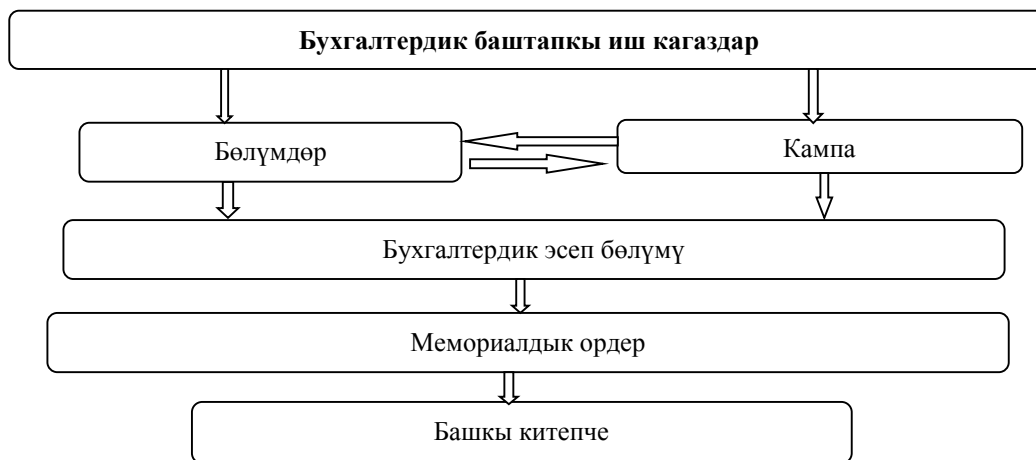 Бухгалтердик баштапкы иш кагаздар
Бөлүмдөр
Кампа
Бухгалтердик эсеп бөлүмү
Мемориалдык ордер
Башкы китепче